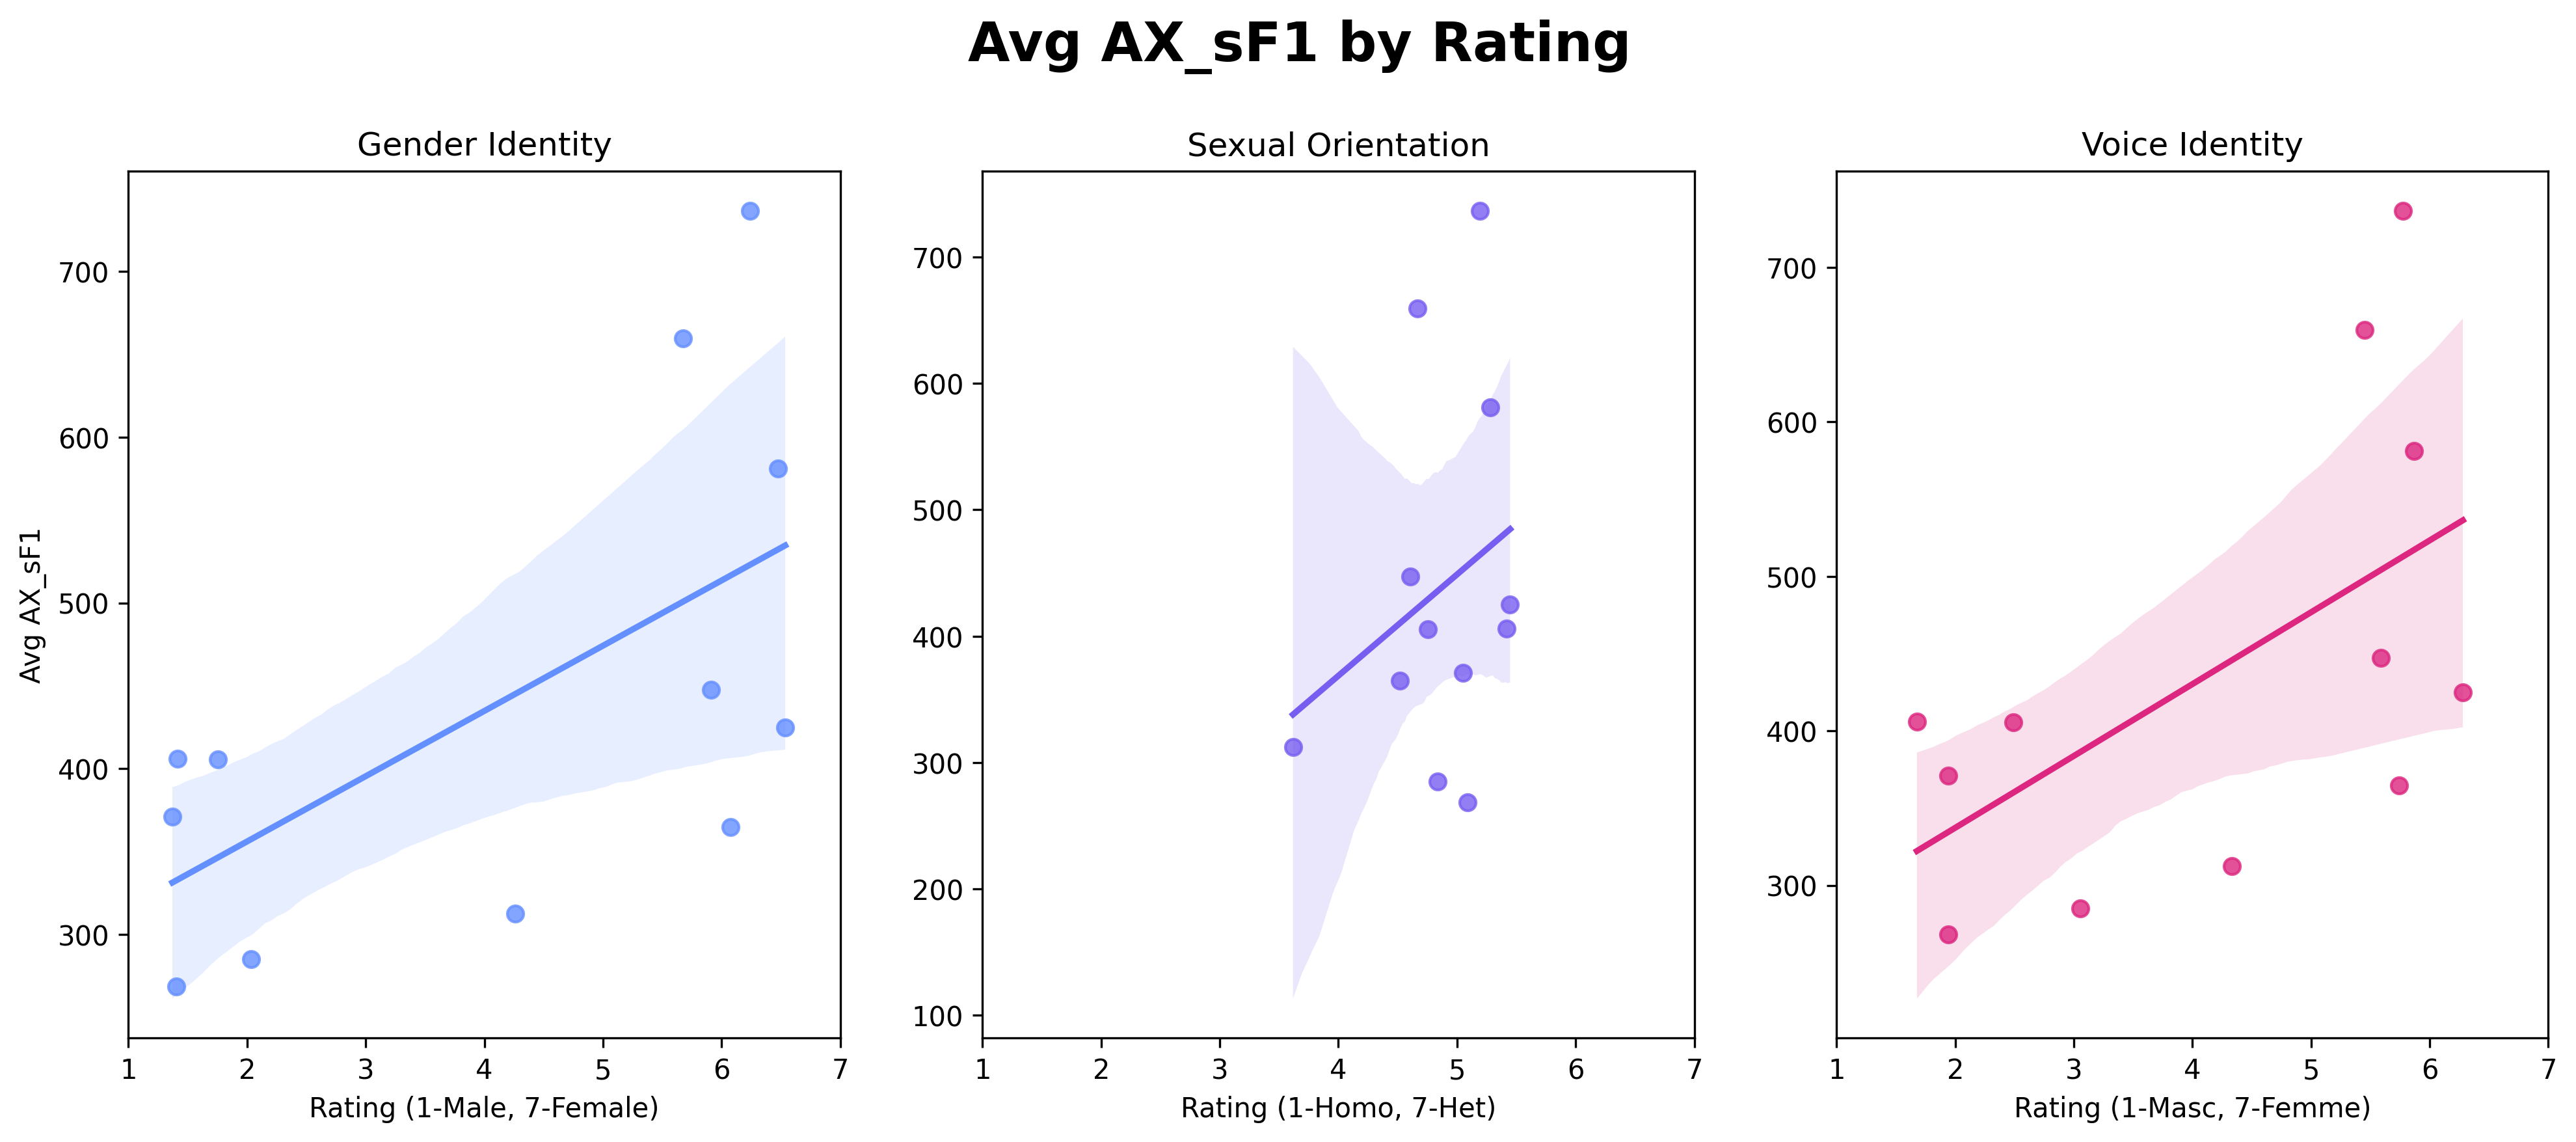 Avg AX_sF1 by Rating
Gender Identity
Sexual Orientation
Voice Identity
Avg AX_sF1
700
600
500
400
300
1 2 3 4 5 6 7
Rating (1-Male, 7-Female)
700
600
500
400
300
200
100
1 2 3 4 5 6 7
Rating (1-Homo, 7-Het)
700
600
500
400
300
1 2 3 4 5 6 7
Rating (1-Masc, 7-Femme)